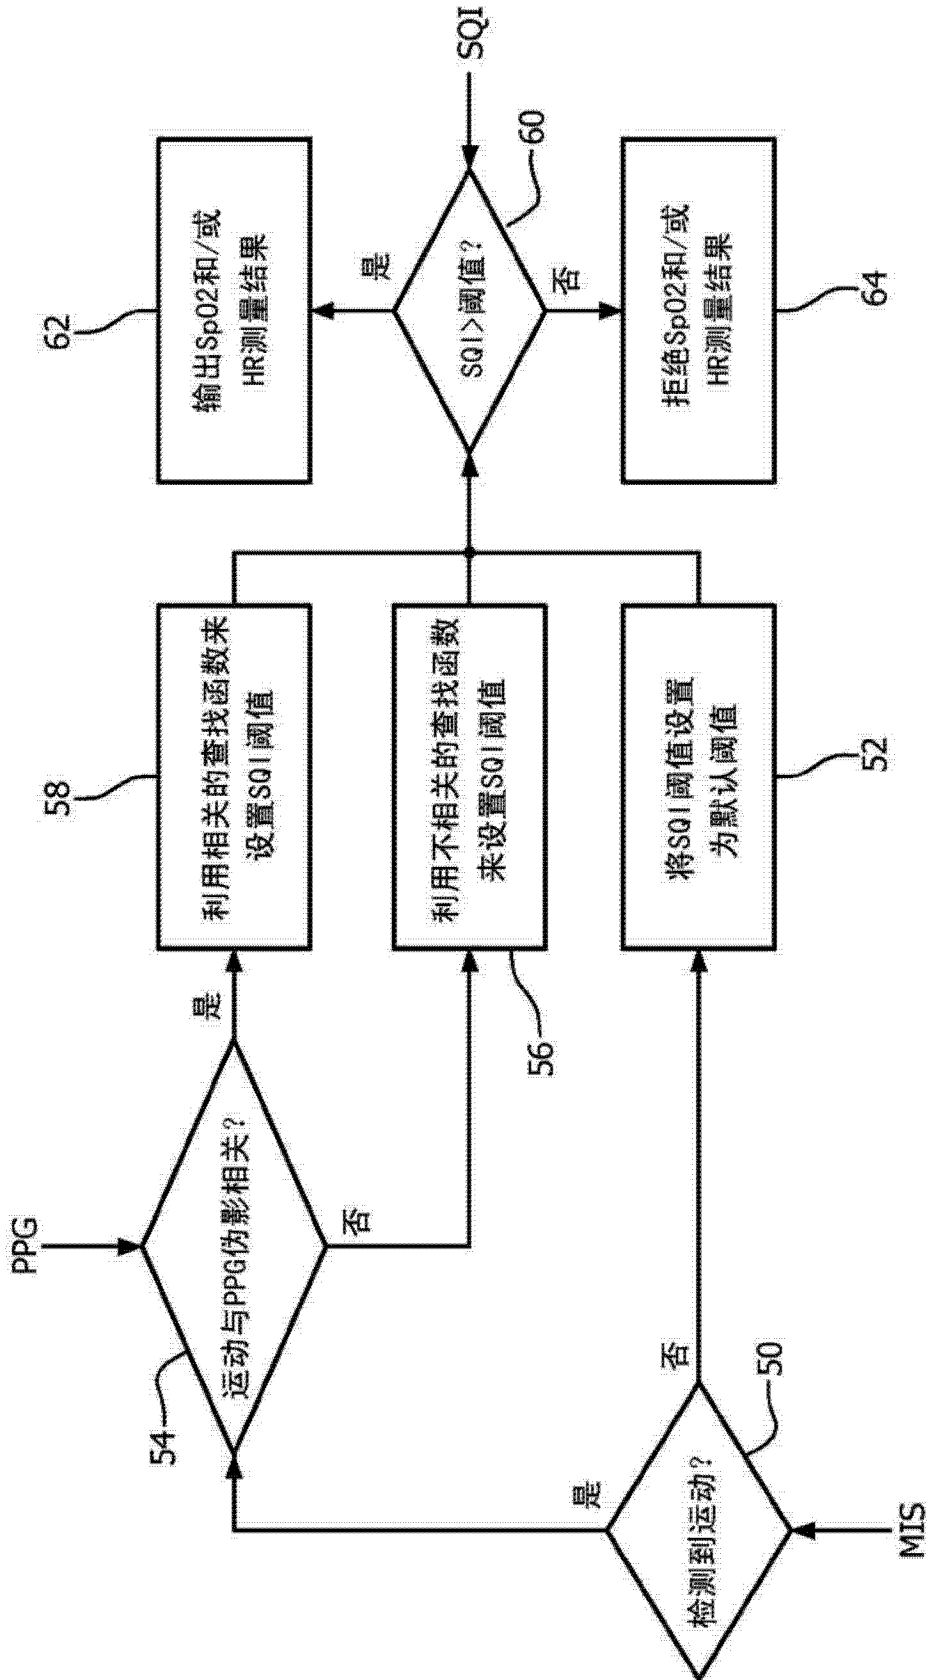 MIS
检测到运动?
50
是
否
PPG
54
运动与PPG伪影相关?
是
否
58
利用相关的查找函数来
设置SQI阈值
56
利用不相关的查找函数
来设置SQI阈值
52
将SQI阈值设置
为默认阈值
SQI
60
SQI>阈值?
是
否
62
输出SpO2和/或
HR测量结果
64
拒绝SpO2和/或
HR测量结果